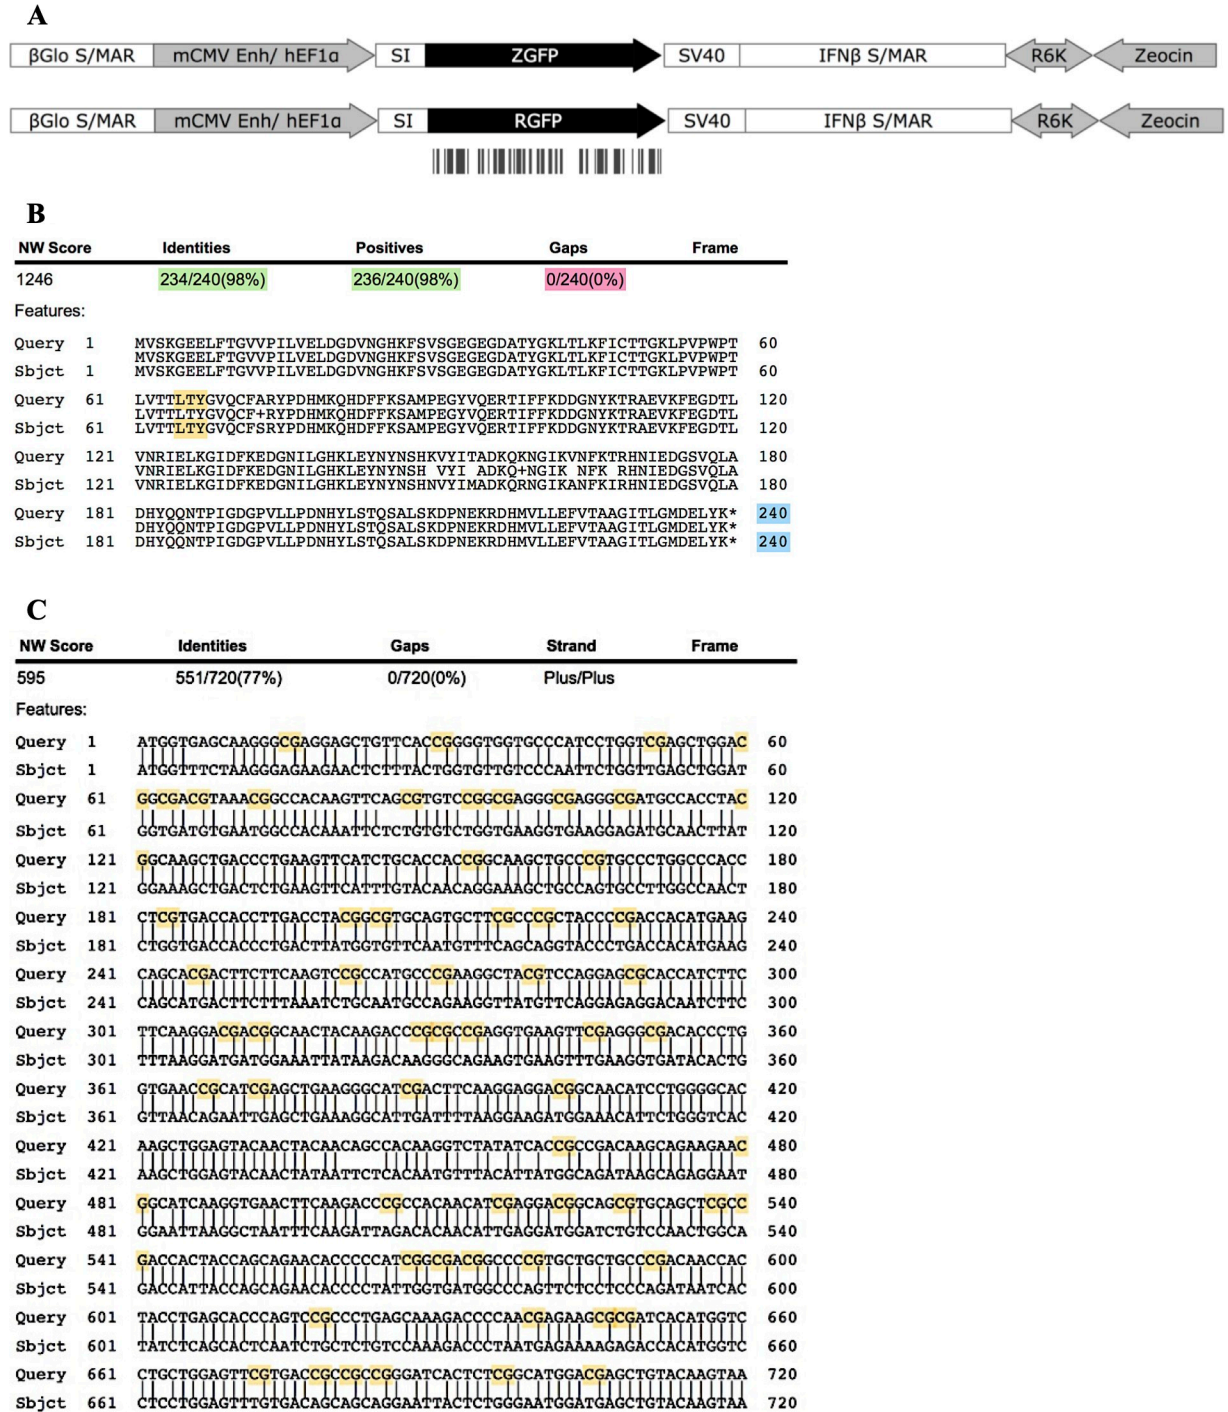 A
βGlo S/MAR mCMV Enh/ hEF1α SI ZGFP SV40 IFNβ S/MAR R6K Zeocin
βGlo S/MAR mCMV Enh/ hEF1α SI RGFP SV40 IFNβ S/MAR R6K Zeocin
B
NW Score Identities Positives Gaps Frame
1246 234/240(98%) 236/240(98%) 0/240(0%)
Features:
Query 1 MVSKGEELFTGVVPILVELDGDVNGHKFSVSGEGEGDATYGKLTLKFICTTGKLPVPWPT 60
MVSKGEELFTGVVPILVELDGDVNGHKFSVSGEGEGDATYGKLTLKFICTTGKLPVPWPT
Sbjct 1 MVSKGEELFTGVVPILVELDGDVNGHKFSVSGEGEGDATYGKLTLKFICTTGKLPVPWPT 60
Query 61 LVTTLTYGVQCFARYPDHMKQHDFFKSAMPEGYVQERTIFFKDDGNYKTRAEVKFEGDTL 120
LVTTLTYGVQCF+RYPDHMKQHDFFKSAMPEGYVQERTIFFKDDGNYKTRAEVKFEGDTL
Sbjct 61 LVTTLTYGVQCFSRYPDHMKQHDFFKSAMPEGYVQERTIFFKDDGNYKTRAEVKFEGDTL 120
Query 121 VNRIELKGIDFKEDGNILGHKLEYNYNSHKVYITADKQKNGIKVNFKTRHNIEDGSVQLA 180
VNRIELKGIDFKEDGNILGHKLEYNYNSH VYI ADKQ+NGIK NFK RHNIEDGSVQLA
Sbjct 121 VNRIELKGIDFKEDGNILGHKLEYNYNSHNVYIMADKQRNGIKANFKIRHNIEDGSVQLA 180
Query 181 DHYQQNTPIGDGPVLLPDNHYLSTQSALSKDPNEKRDHMVLLEFVTAAGITLGMDELYK* 240
DHYQQNTPIGDGPVLLPDNHYLSTQSALSKDPNEKRDHMVLLEFVTAAGITLGMDELYK*
Sbjct 181 DHYQQNTPIGDGPVLLPDNHYLSTQSALSKDPNEKRDHMVLLEFVTAAGITLGMDELYK* 240
C
NW Score Identities Gaps Strand Frame
595 551/720(77%) 0/720(0%) Plus/Plus
Features:
Query 1 ATGGTGAGCAAGGGCGAGGAGCTGTTCACCGGGGTGGTGCCCATCCTGGTCGAGCTGGAC 60
Sbjct 1 ATGGTTTCTAAGGGAGAAGAACTCTTTACTGGTGTTGTCCCAATTCTGGTTGAGCTGGAT 60
Query 61 GGCGACGTAAACGGCCACAAGTTCAGCGTGTCCGGCGAGGGCGAGGGCGATGCCACCTAC 120
Sbjct 61 GGTGATGTGAATGGCCACAAATTCTCTGTGTCTGGTGAAGGTGAAGGAGATGCAACTTAT 120
Query 121 GGCAAGCTGACCCTGAAGTTCATCTGCACCACCGGCAAGCTGCCCGTGCCCTGGCCCACC 180
Sbjct 121 GGAAAGCTGACTCTGAAGTTCATTTGTACAACAGGAAAGCTGCCAGTGCCTTGGCCAACT 180
Query 181 CTCGTGACCACCTTGACCTACGGCGTGCAGTGCTTCGCCCGCTACCCCGACCACATGAAG 240
Sbjct 181 CTGGTGACCACCCTGACTTATGGTGTTCAATGTTTCAGCAGGTACCCTGACCACATGAAG 240
Query 241 CAGCACGACTTCTTCAAGTCCGCCATGCCCGAAGGCTACGTCCAGGAGCGCACCATCTTC 300
Sbjct 241 CAGCATGACTTCTTTAAATCTGCAATGCCAGAAGGTTATGTTCAGGAGAGGACAATCTTC 300
Query 301 TTCAAGGACGACGGCAACTACAAGACCCGCGCCGAGGTGAAGTTCGAGGGCGACACCCTG 360
Sbjct 301 TTTAAGGATGATGGAAATTATAAGACAAGGGCAGAAGTGAAGTTTGAAGGTGATACACTG 360
Query 361 GTGAACCGCATCGAGCTGAAGGGCATCGACTTCAAGGAGGACGGCAACATCCTGGGGCAC 420
Sbjct 361 GTTAACAGAATTGAGCTGAAAGGCATTGATTTTAAGGAAGATGGAAACATTCTGGGTCAC 420
Query 421 AAGCTGGAGTACAACTACAACAGCCACAAGGTCTATATCACCGCCGACAAGCAGAAGAAC 480
Sbjct 421 AAGCTGGAGTACAACTATAATTCTCACAATGTTTACATTATGGCAGATAAGCAGAGGAAT 480
Query 481 GGCATCAAGGTGAACTTCAAGACCCGCCACAACATCGAGGACGGCAGCGTGCAGCTCGCC 540
Sbjct 481 GGAATTAAGGCTAATTTCAAGATTAGACACAACATTGAGGATGGATCTGTCCAACTGGCA 540
Query 541 GACCACTACCAGCAGAACACCCCCATCGGCGACGGCCCCGTGCTGCTGCCCGACAACCAC 600
Sbjct 541 GACCATTACCAGCAGAACACCCCTATTGGTGATGGCCCAGTTCTCCTCCCAGATAATCAC 600
Query 601 TACCTGAGCACCCAGTCCGCCCTGAGCAAAGACCCCAACGAGAAGCGCGATCACATGGTC 660
Sbjct 601 TATCTCAGCACTCAATCTGCTCTGTCCAAAGACCCTAATGAGAAAAGAGACCACATGGTC 660
Query 661 CTGCTGGAGTTCGTGACCGCCGCCGGGATCACTCTCGGCATGGACGAGCTGTACAAGTAA 720
Sbjct 661 CTCCTGGAGTTTGTGACAGCAGCAGGAATTACTCTGGGAATGGATGAGCTGTACAAGTAA 720